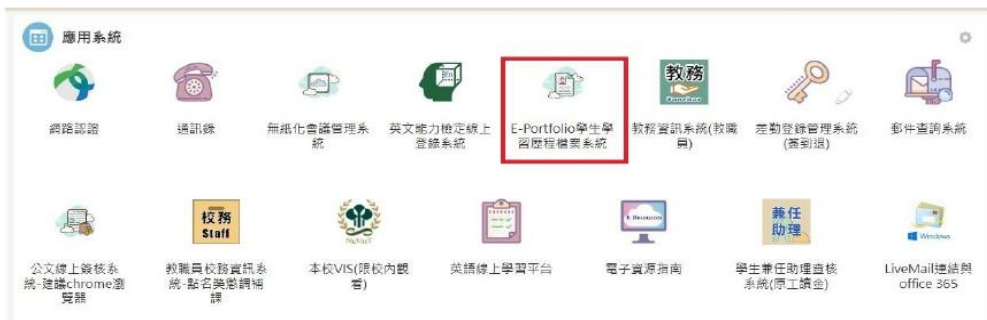 應用系統
教務
網路認證
通訊錄
無紙化會議管理系
統
英文能力檢定線上
登錄系統
E-Portfolio學生學
習歷程檔案系統
教務資訊系統(教職
員)
差勤登錄管理系統
(簽到退)
郵件查詢系統
校務
Staff
E-Resources
兼任
助理
Windows
公文線上簽核系
統-建議chrome瀏
覽器
教職員校務資訊系
統-點名獎懲調補
課
本校VIS(限校內觀
看)
英語線上學習平台
電子資源指南
學生兼任助理查核
系統(原工讀金)
LiveMail連結與
office 365